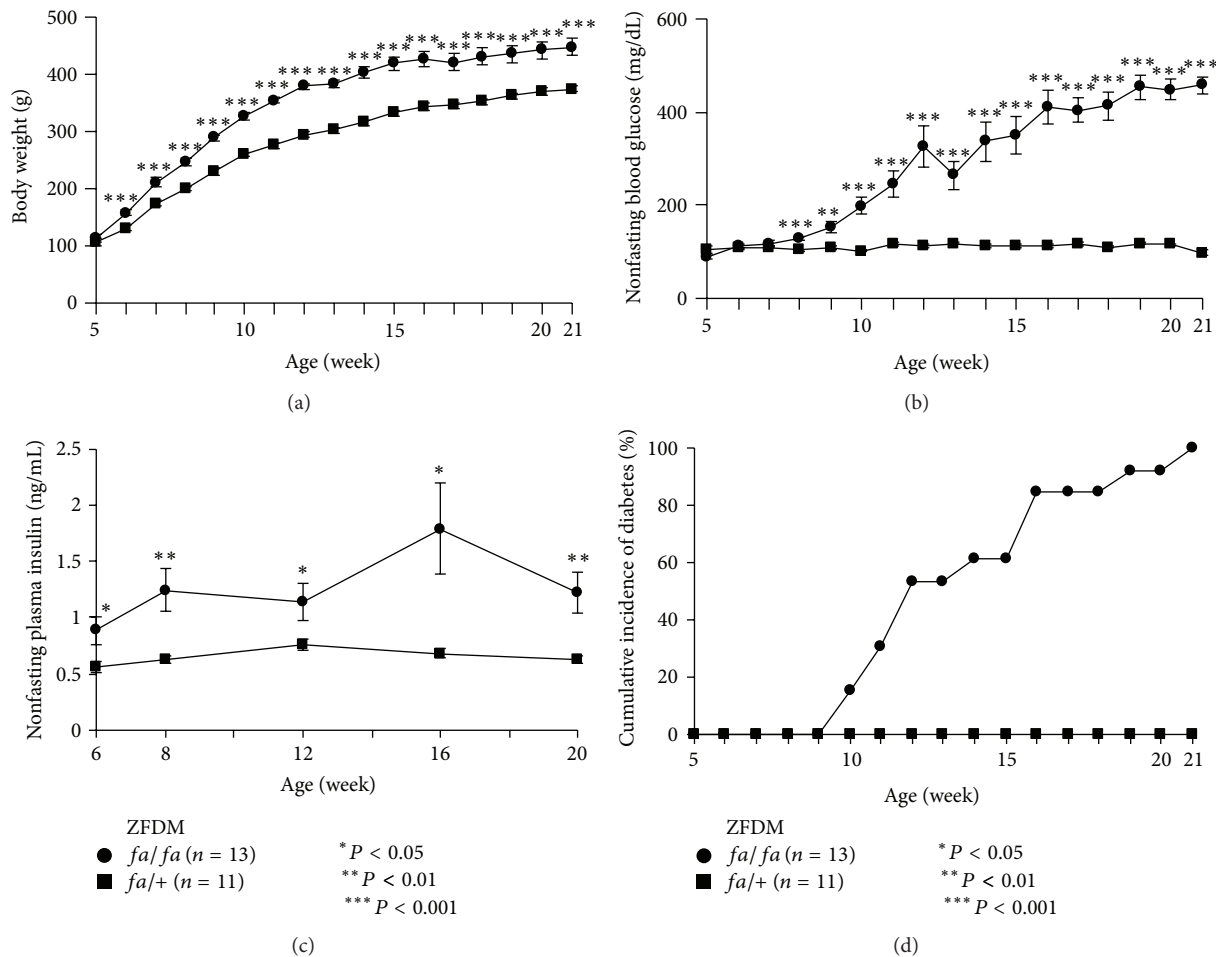 500
400
300
200
100
0
Body weight (g)
*** *** *** *** *** *** *** *** *** *** *** *** *** *** *** ***
5 10 15 20 21
Age (week)
(a)
600
400
200
0
Nonfasting blood glucose (mg/dL)
*** ** *** *** *** *** *** *** *** *** *** *** *** ***
5 10 15 20 21
Age (week)
(b)
2.5
2
1.5
1
0.5
0
Nonfasting plasma insulin (ng/mL)
* ** * * **
6 8 12 16 20
Age (week)
ZFDM
fa/fa (n = 13)
fa/+ (n = 11)
*P < 0.05
**P < 0.01
***P < 0.001
(c)
100
80
60
40
20
0
Cumulative incidence of diabetes (%)
5 10 15 20 21
Age (week)
ZFDM
fa/fa (n = 13)
fa/+ (n = 11)
*P < 0.05
**P < 0.01
***P < 0.001
(d)